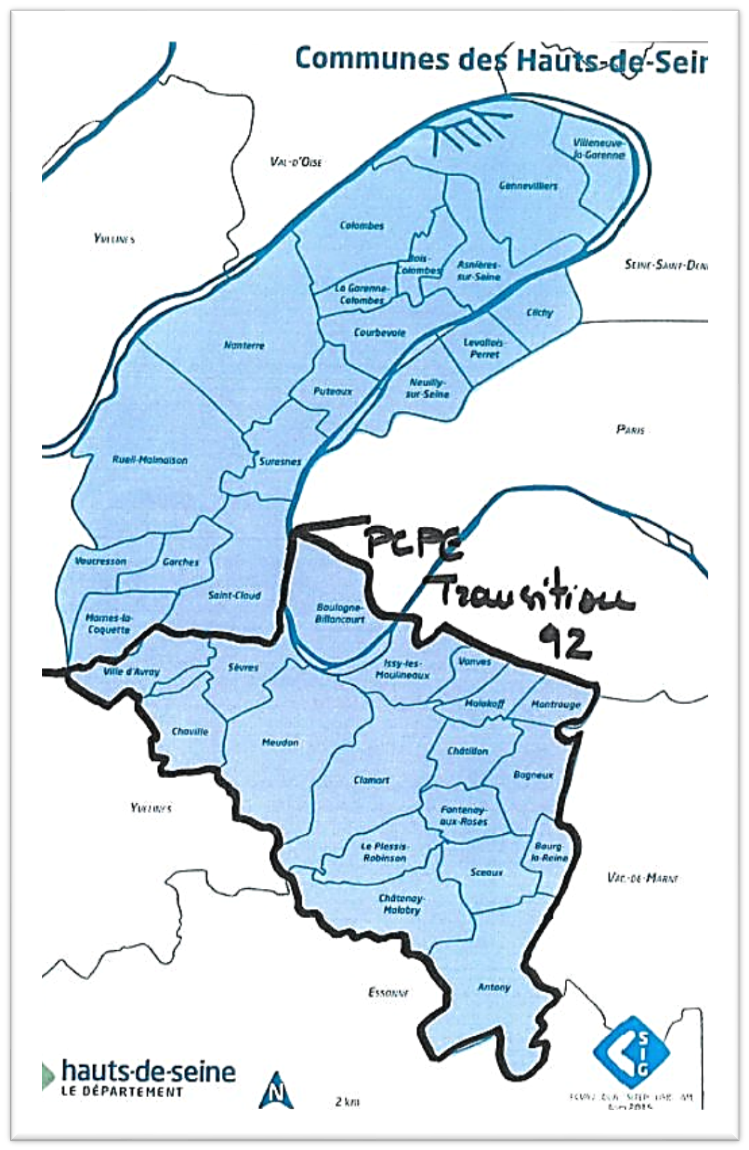 Communes des Hauts-de-Sei
VAL-D'OISE
Villeneuve-
la-Garenne
Gennevilliers
YVELINES
Colombes
Bois-
Colombes
Asnières-
sur-Seine
SEINE-SAINT-DEN
La Garenne-
Colombes
Clichy
Nanterre
Courbevoie
Levallois-
Perret
Puteaux
Neuilly-
sur-Seine
PARIS
Rueil-Malmaison
Suresnes
PCPE
Transition
92
Vaucresson
Garches
Saint-Cloud
Boulogne-
Billancourt
Marnes-la-
Coquette
Ville d'Avray
Sèvres
Issy-les-
Moulineaux
Vanves
Malakoff
Montrouge
Chaville
Meudon
Châtillon
Clamart
Bagneux
YVELINES
Fontenay-
aux-Roses
Le Plessis-
Robinson
Bourg-
la-Reine
Sceaux
VAL-DE-MARNE
Châtenay-
Malabry
ESSONNE
Antony
SIG
hauts-de-seine
LE DÉPARTEMENT
N
2 km